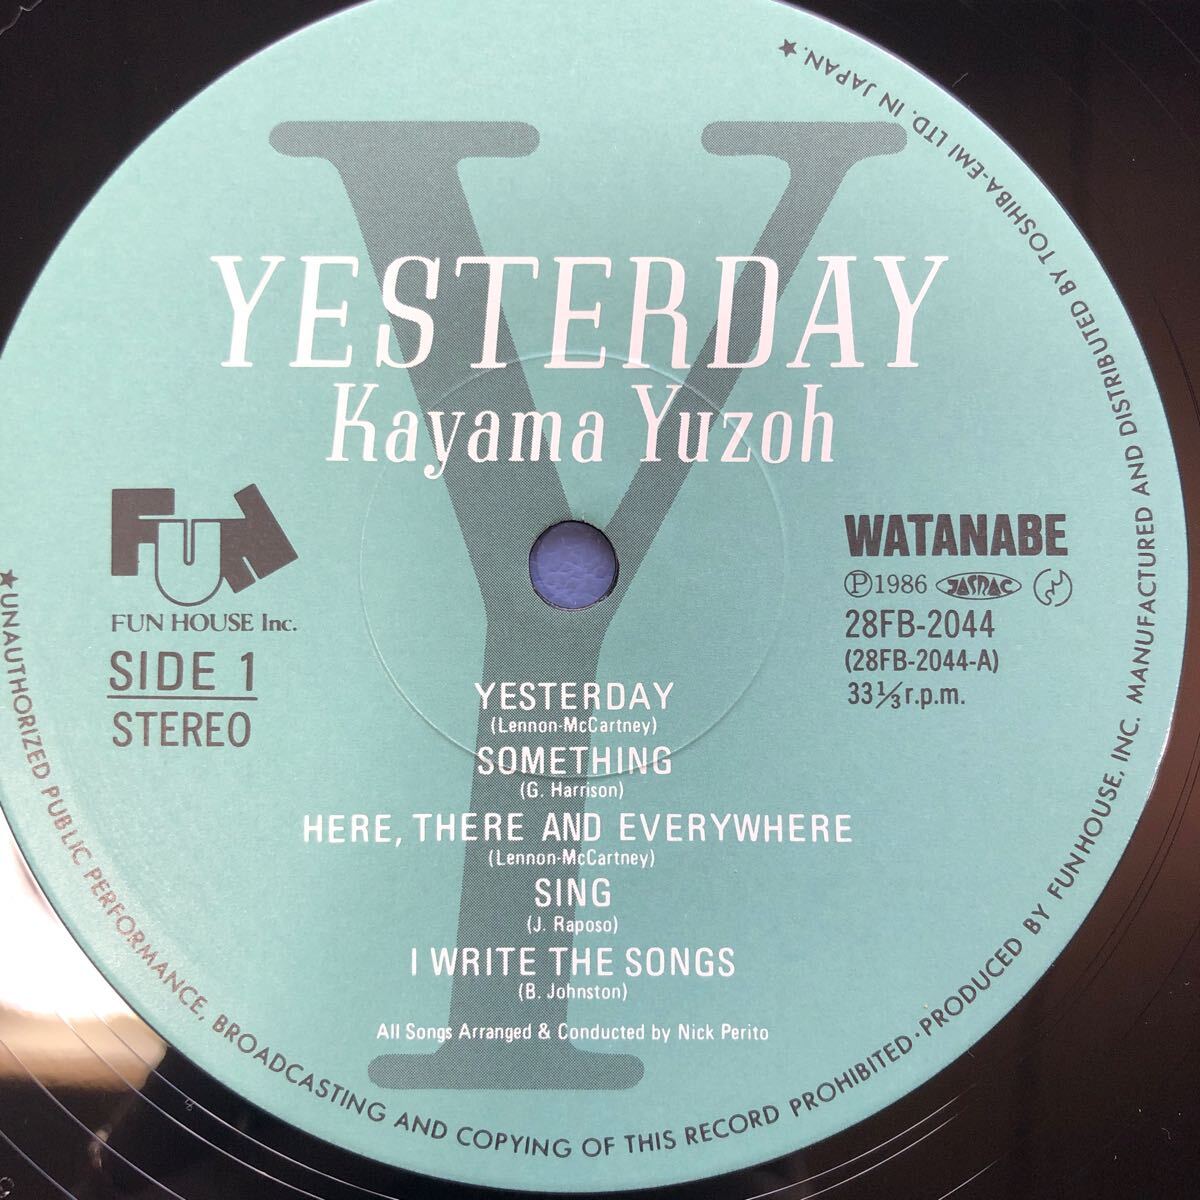 Y
YESTERDAY
Kayama Yuzoh
FUN
FUN HOUSE Inc.
SIDE 1
STEREO
WATANABE
Ⓟ1986 JASRAC
28FB-2044
(28FB-2044-A)
33⅓r.p.m.
YESTERDAY
(Lennon-McCartney)
SOMETHING
(G. Harrison)
HERE, THERE AND EVERYWHERE
(Lennon-McCartney)
SING
(J. Raposo)
I WRITE THE SONGS
(B. Johnston)
All Songs Arranged & Conducted by Nick Perito
★UNAUTHORIZED PUBLIC PERFORMANCE, BROADCASTING AND COPYING OF THIS RECORD PROHIBITED·PRODUCED BY FUNHOUSE, INC. MANUFACTURED AND DISTRIBUTED BY TOSHIBA-EMI LTD. IN JAPAN.★